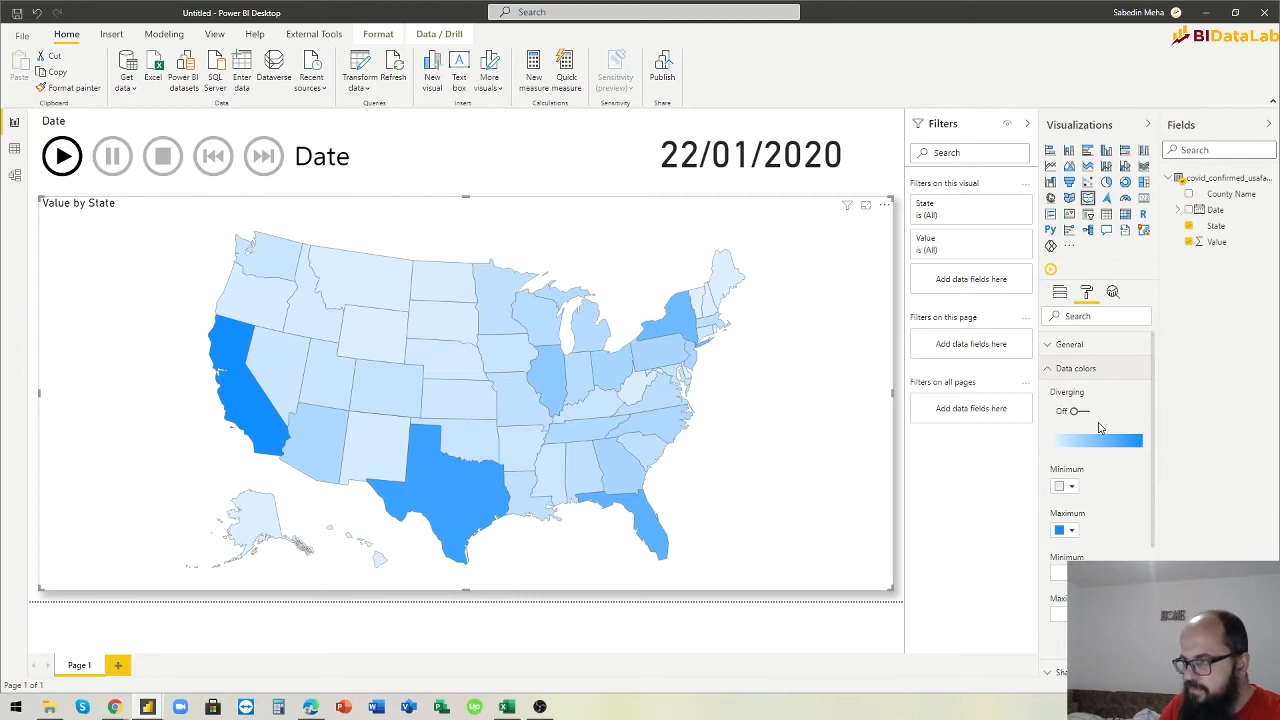 Untitled - Power BI Desktop
Search
Sabedin Meha
File
Home
Insert
Modeling
View
Help
External Tools
Format
Data / Drill
BIDataLab
Paste
Cut
Copy
Format painter
Clipboard
Get data
Excel
Power BI datasets
SQL Server
Enter data
Dataverse
Recent sources
Data
Transform data
Refresh
Queries
New visual
Text box
More visuals
Insert
New measure
Quick measure
Calculations
Sensitivity (preview)
Sensitivity
Publish
Share
Date
Date
22/01/2020
Value by State
Filters
Search
Filters on this visual
...
State
is (All)
Value
is (All)
Add data fields here
Filters on this page
...
Add data fields here
Filters on all pages
...
Add data fields here
Visualizations
R
Py
...
Search
General
Data colors
Diverging
Off
Minimum
Maximum
Minimum
Fields
Search
covid_confirmed_usafa...
County Name
Date
State
Value
HOME
Page 1
Page 1 of 1